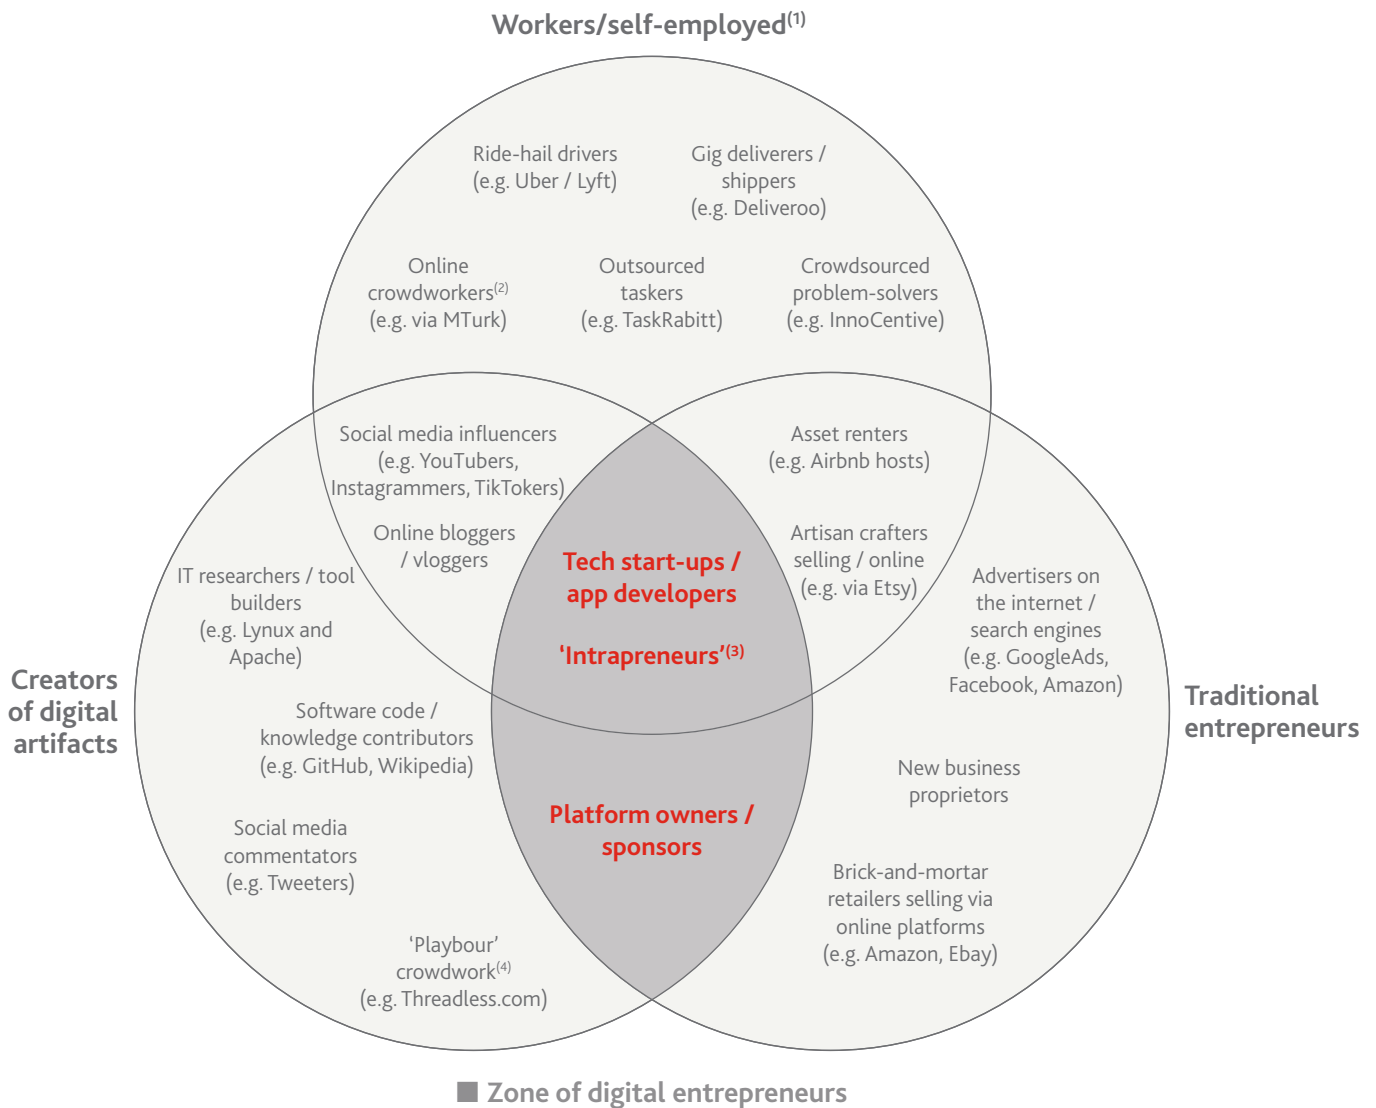 Workers/self-employed(1)
Ride-hail drivers
(e.g. Uber / Lyft)
Gig deliverers /
shippers
(e.g. Deliveroo)
Online
crowdworkers(2)
(e.g. via MTurk)
Outsourced
taskers
(e.g. TaskRabitt)
Crowdsourced
problem-solvers
(e.g. InnoCentive)
Social media influencers
(e.g. YouTubers,
Instagrammers, TikTokers)
Online bloggers
/ vloggers
Asset renters
(e.g. Airbnb hosts)
Artisan crafters
selling / online
(e.g. via Etsy)
Tech start-ups /
app developers
‘Intrapreneurs’(3)
Platform owners /
sponsors
Creators
of digital
artifacts
IT researchers / tool
builders
(e.g. Lynux and
Apache)
Software code /
knowledge contributors
(e.g. GitHub, Wikipedia)
Social media
commentators
(e.g. Tweeters)
‘Playbour’
crowdwork(4)
(e.g. Threadless.com)
Advertisers on
the internet /
search engines
(e.g. GoogleAds,
Facebook, Amazon)
New business
proprietors
Brick-and-mortar
retailers selling via
online platforms
(e.g. Amazon, Ebay)
Traditional
entrepreneurs
Zone of digital entrepreneurs